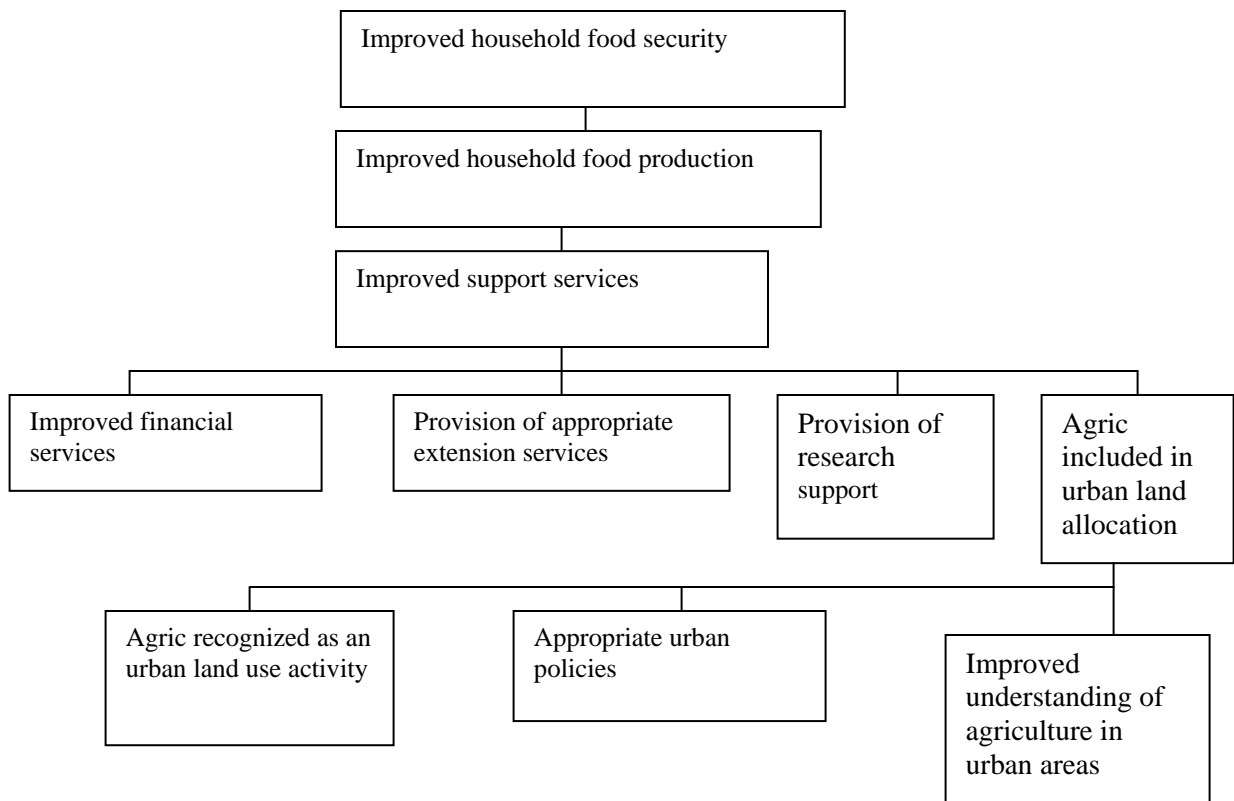 Improved household food security
Improved household food production
Improved support services
Improved financial
services
Provision of appropriate
extension services
Provision of
research
support
Agric
included in
urban land
allocation
Agric recognized as an
urban land use activity
Appropriate urban
policies
Improved
understanding of
agriculture in
urban areas